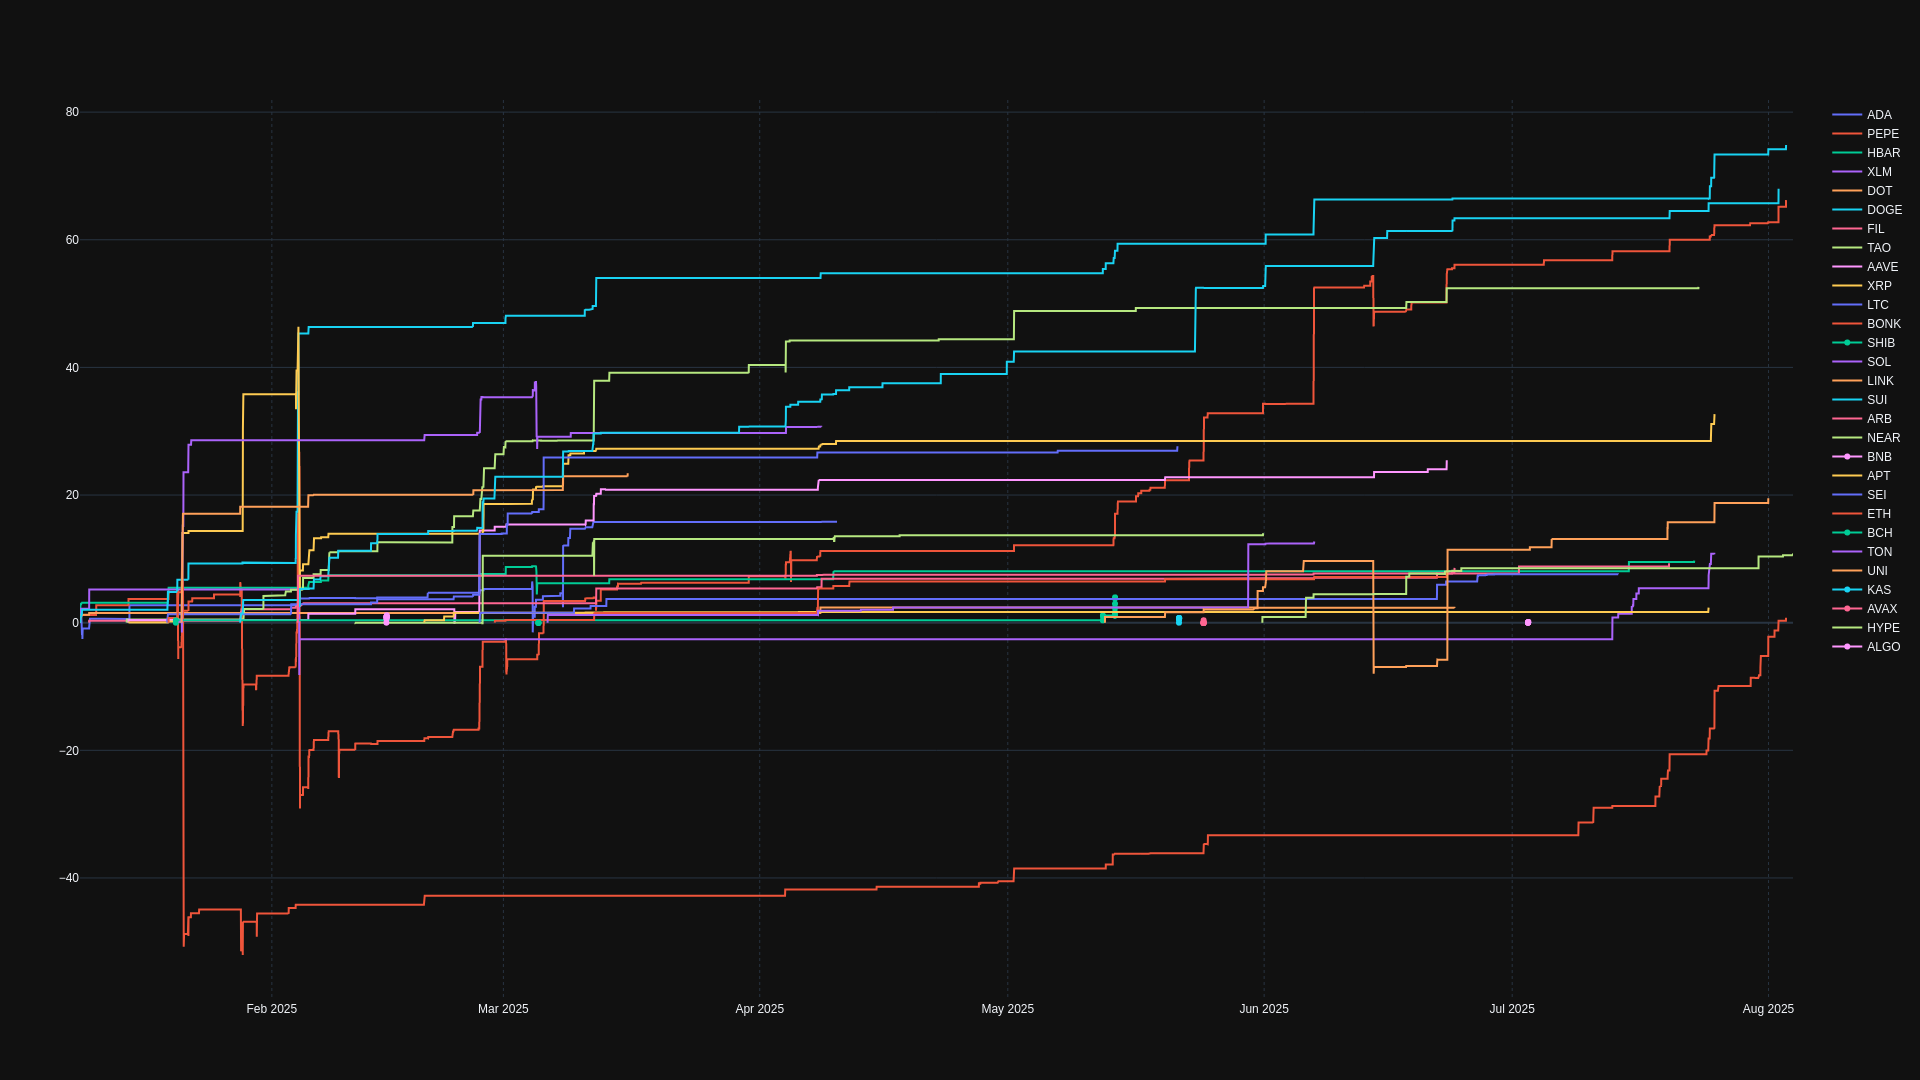 80
60
40
20
0
−20
−40
Feb 2025
Mar 2025
Apr 2025
May 2025
Jun 2025
Jul 2025
Aug 2025
ADA
PEPE
HBAR
XLM
DOT
DOGE
FIL
TAO
AAVE
XRP
LTC
BONK
SHIB
SOL
LINK
SUI
ARB
NEAR
BNB
APT
SEI
ETH
BCH
TON
UNI
KAS
AVAX
HYPE
ALGO